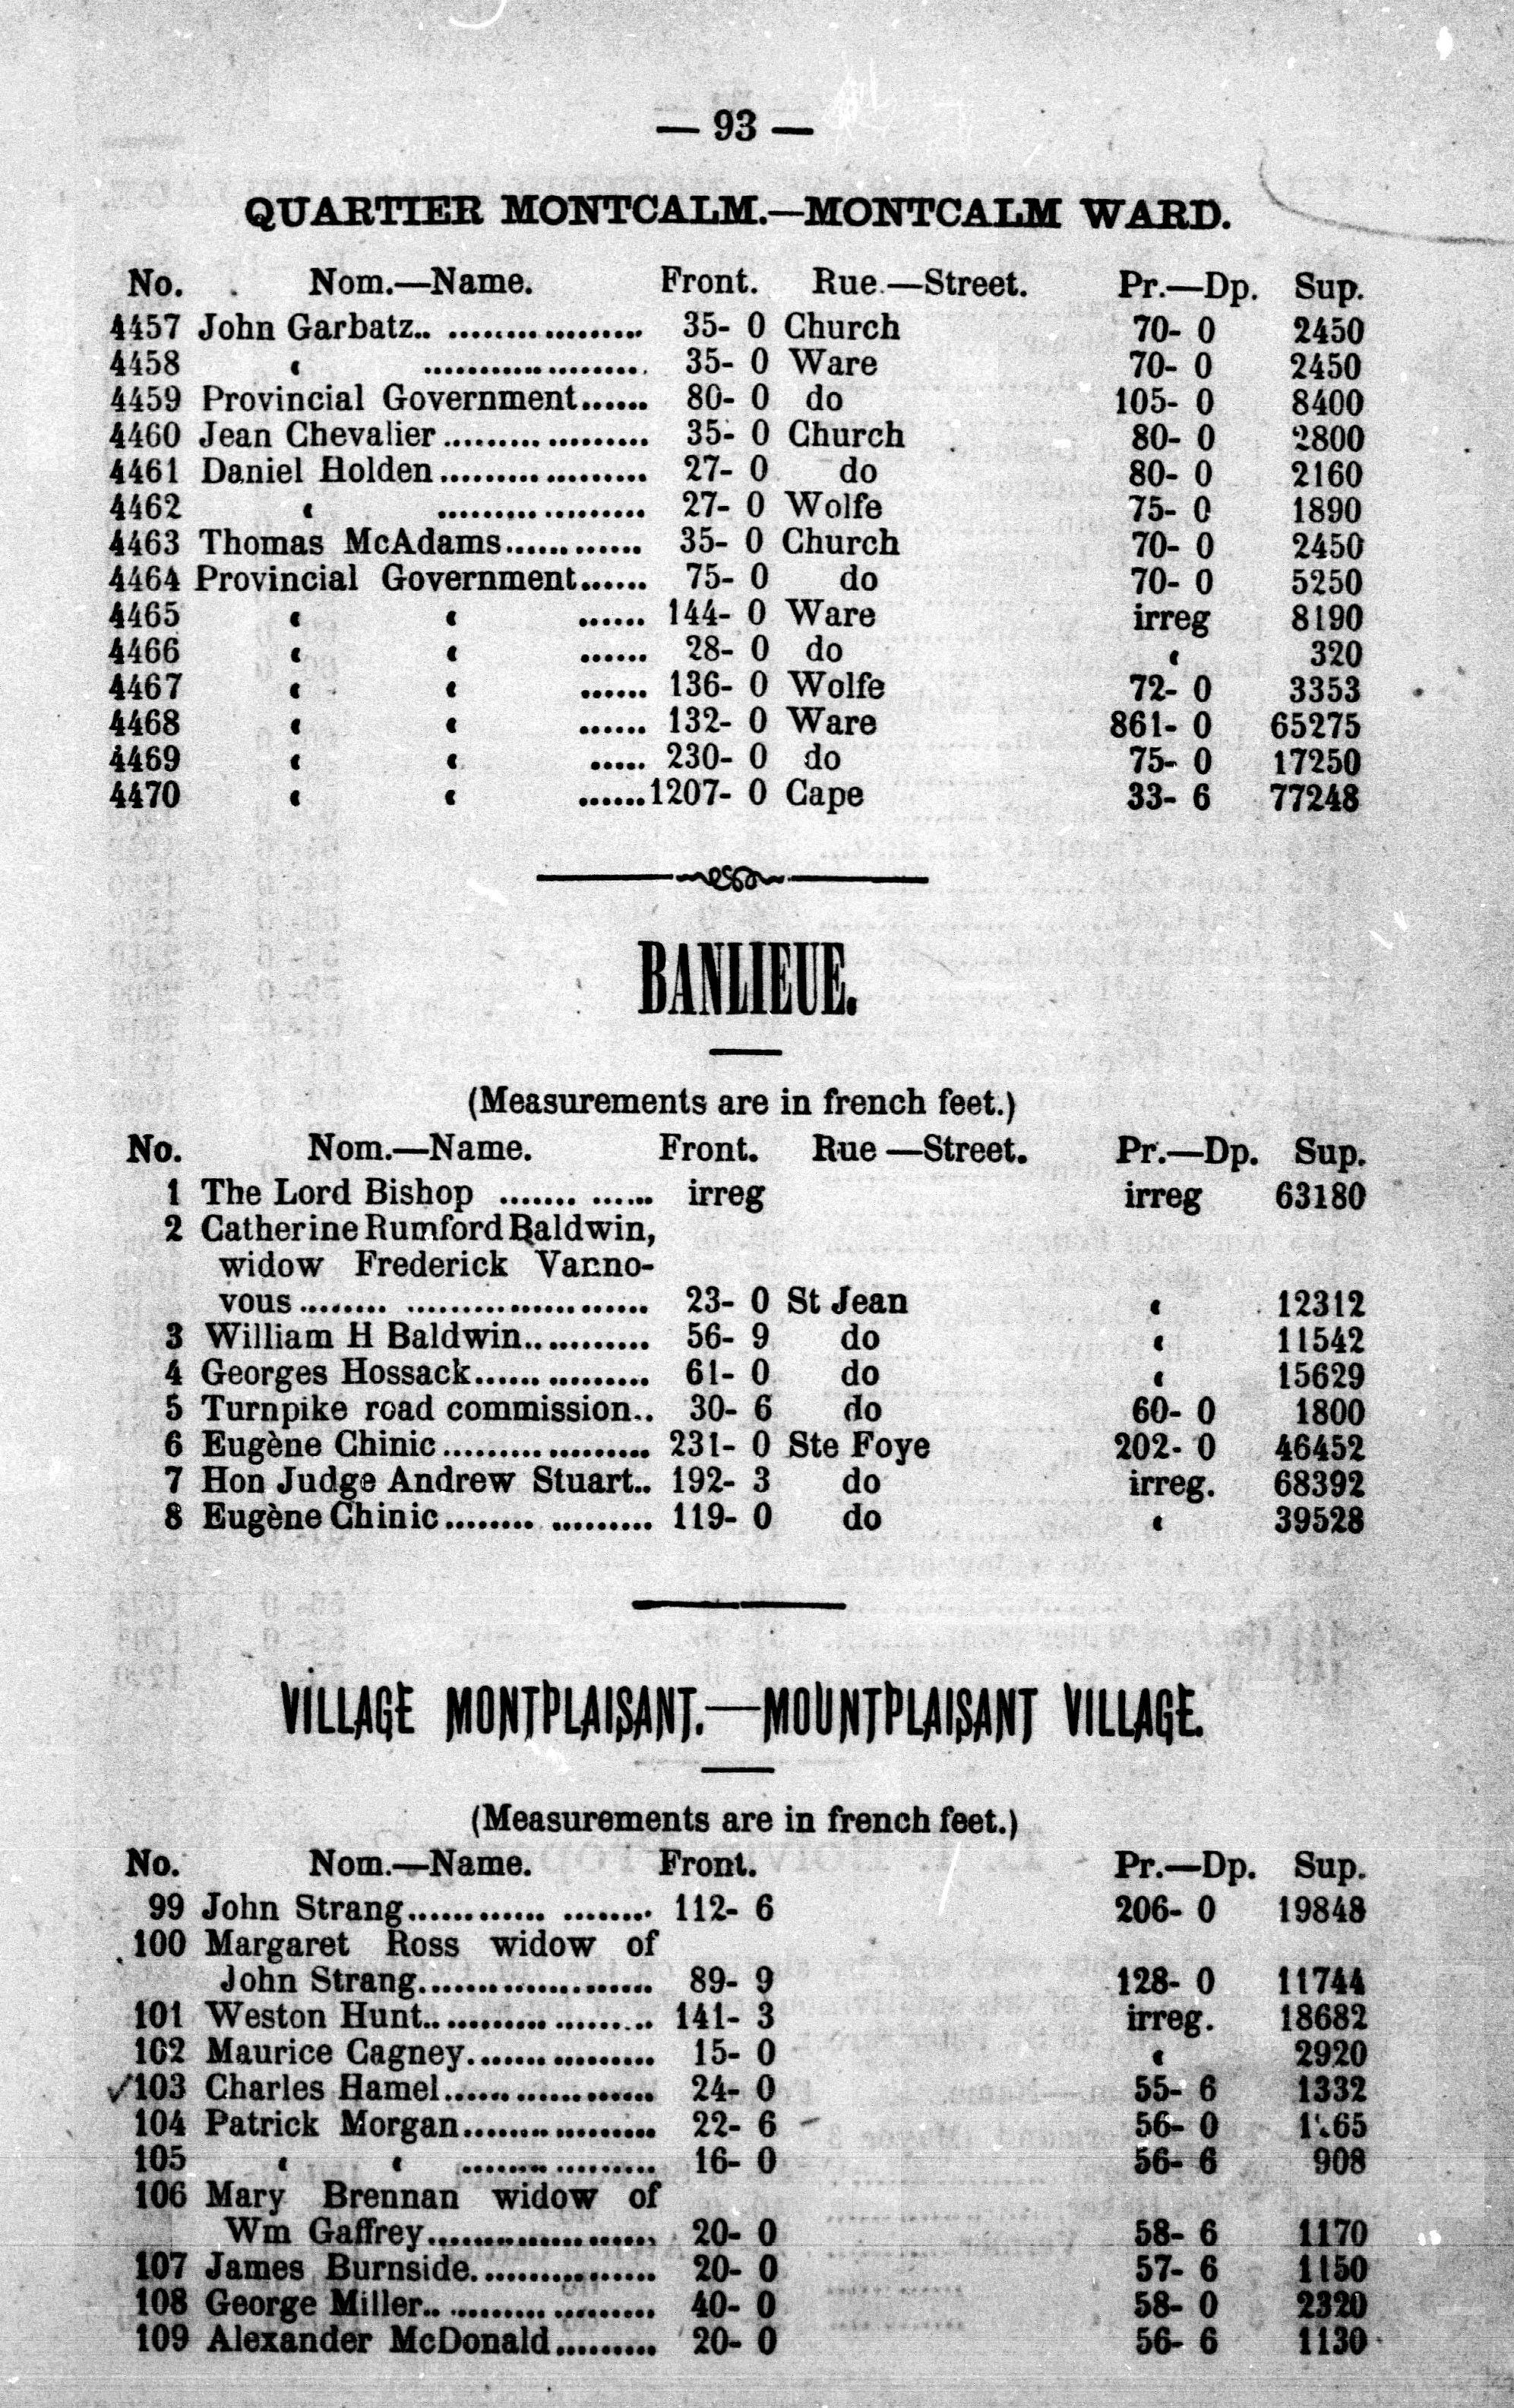 — 93 —
QUARTIER MONTCALM.—MONTCALM WARD.
No. Nom.—Name. Front. Rue.—Street. Pr.—Dp. Sup.
4457 John Garbatz.. .................. 35- 0 Church 70- 0 2450
4458 ‘ .................... 35- 0 Ware 70- 0 2450
4459 Provincial Government...... 80- 0 do 105- 0 8400
4460 Jean Chevalier................... 35- 0 Church 80- 0 2800
4461 Daniel Holden................... 27- 0 do 80- 0 2160
4462 ‘ ................... 27- 0 Wolfe 75- 0 1890
4463 Thomas McAdams............ 35- 0 Church 70- 0 2450
4464 Provincial Government...... 75- 0 do 70- 0 5250
4465 ‘ ‘ ...... 144- 0 Ware irreg 8190
4466 ‘ ‘ ...... 28- 0 do ‘ 320
4467 ‘ ‘ ...... 136- 0 Wolfe 72- 0 3353
4468 ‘ ‘ ...... 132- 0 Ware 861- 0 65275
4469 ‘ ‘ ..... 230- 0 do 75- 0 17250
4470 ‘ ‘ ......1207- 0 Cape 33- 6 77248
BANLIEUE.
(Measurements are in french feet.)
No. Nom.—Name. Front. Rue —Street. Pr.—Dp. Sup.
1 The Lord Bishop ....... ...... irreg irreg 63180
2 Catherine Rumford Baldwin,
widow Frederick Vanno-
vous........ ...................... 23- 0 St Jean ‘ 12312
3 William H Baldwin............ 56- 9 do ‘ 11542
4 Georges Hossack................ 61- 0 do ‘ 15629
5 Turnpike road commission.. 30- 6 do 60- 0 1800
6 Eugène Chinic................... 231- 0 Ste Foye 202- 0 46452
7 Hon Judge Andrew Stuart.. 192- 3 do irreg. 68392
8 Eugène Chinic........ ......... 119- 0 do ‘ 39528
VILLAGE MONTPLAISANT.—MOUNTPLAISANT VILLAGE.
(Measurements are in french feet.)
No. Nom.—Name. Front. Pr.—Dp. Sup.
99 John Strang............ ........ 112- 6 206- 0 19848
100 Margaret Ross widow of
John Strang..................... 89- 9 128- 0 11744
101 Weston Hunt.................... 141- 3 irreg. 18682
102 Maurice Cagney................. 15- 0 ‘ 2920
✓103 Charles Hamel................... 24- 0 55- 6 1332
104 Patrick Morgan................. 22- 6 56- 0
105 ‘ ‘ ................. 16- 0 56- 6 908
106 Mary Brennan widow of
Wm Gaffrey.................... 20- 0 58- 6 1170
107 James Burnside................ 20- 0 57- 6 1150
108 George Miller.................... 40- 0 58- 0 2320
109 Alexander McDonald......... 20- 0 56- 6 1130